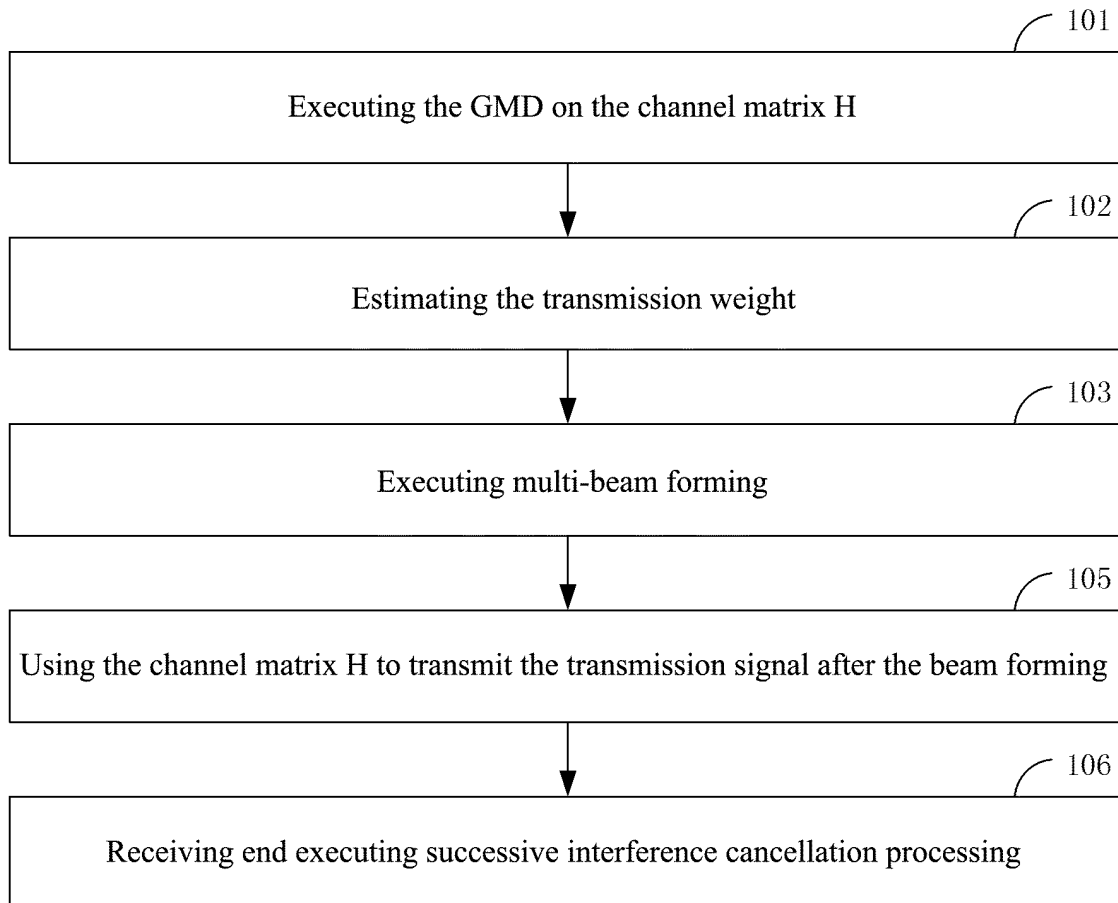 101
Executing the GMD on the channel matrix H
102
Estimating the transmission weight
103
Executing multi-beam forming
105
Using the channel matrix H to transmit the transmission signal after the beam forming
106
Receiving end executing successive interference cancellation processing